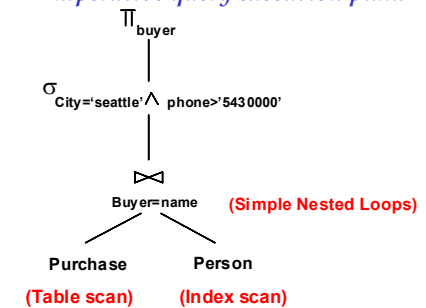 π buyer
σ City='seattle' ∧ phone>'5430000'
⋈
Buyer=name (Simple Nested Loops)
Purchase Person
(Table scan) (Index scan)